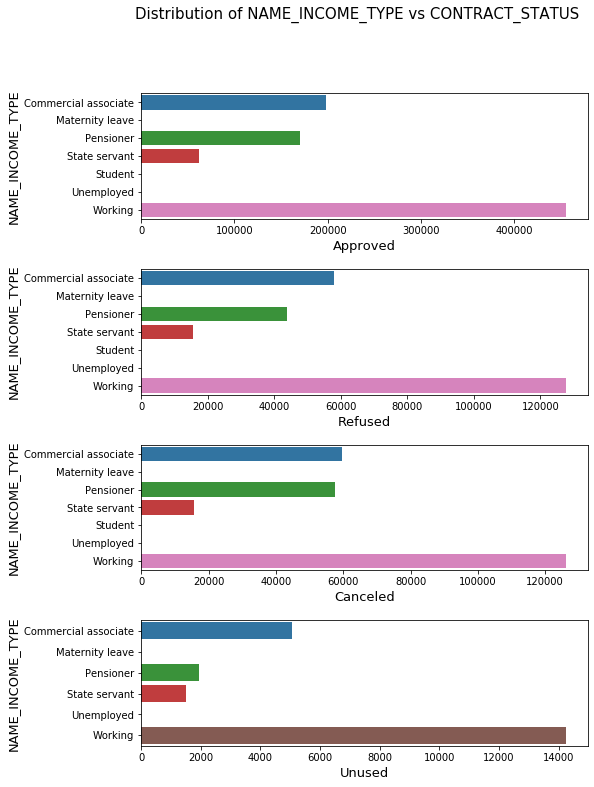 Distribution of NAME_INCOME_TYPE vs CONTRACT_STATUS
NAME_INCOME_TYPE
Commercial associate
Maternity leave
Pensioner
State servant
Student
Unemployed
Working
0 100000 200000 300000 400000
Approved
NAME_INCOME_TYPE
Commercial associate
Maternity leave
Pensioner
State servant
Student
Unemployed
Working
0 20000 40000 60000 80000 100000 120000
Refused
NAME_INCOME_TYPE
Commercial associate
Maternity leave
Pensioner
State servant
Student
Unemployed
Working
0 20000 40000 60000 80000 100000 120000
Canceled
NAME_INCOME_TYPE
Commercial associate
Maternity leave
Pensioner
State servant
Unemployed
Working
0 2000 4000 6000 8000 10000 12000 14000
Unused